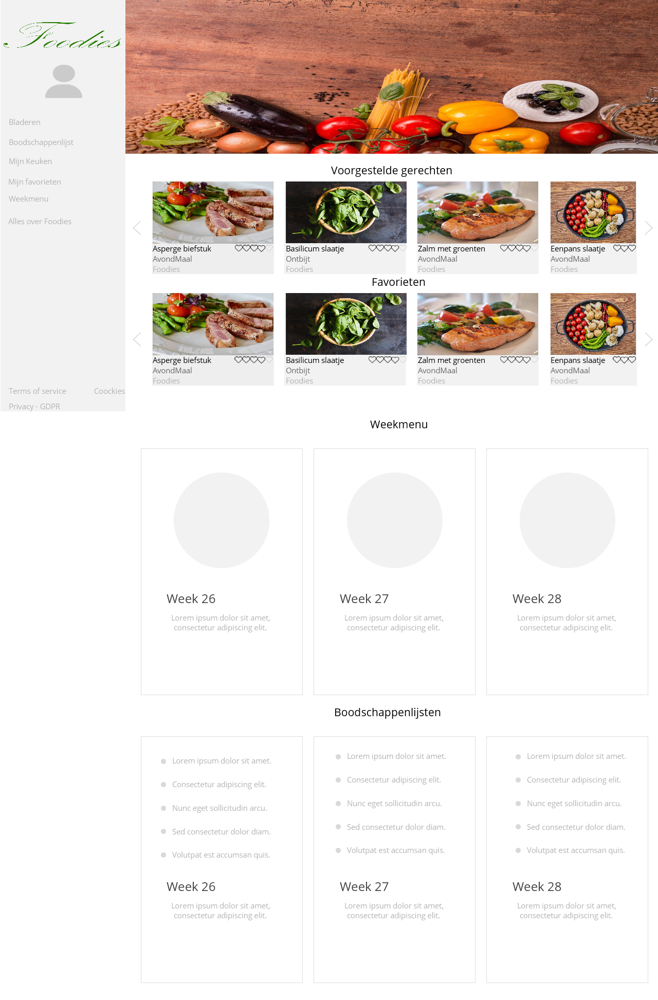 Foodies
Bladeren
Boodschappenlijst
Mijn Keuken
Mijn favorieten
Weekmenu
Alles over Foodies
Terms of service
Coockies
Privacy - GDPR
Voorgestelde gerechten
Asperge biefstuk
AvondMaal
Foodies
Basilicum slaatje
Ontbijt
Foodies
Zalm met groenten
AvondMaal
Foodies
Eenpans slaatje
AvondMaal
Foodies
Favorieten
Asperge biefstuk
AvondMaal
Foodies
Basilicum slaatje
Ontbijt
Foodies
Zalm met groenten
AvondMaal
Foodies
Eenpans slaatje
AvondMaal
Foodies
Weekmenu
Week 26
Lorem ipsum dolor sit amet,
consectetur adipiscing elit.
Week 27
Lorem ipsum dolor sit amet,
consectetur adipiscing elit.
Week 28
Lorem ipsum dolor sit amet,
consectetur adipiscing elit.
Boodschappenlijsten
Lorem ipsum dolor sit amet.
Consectetur adipiscing elit.
Nunc eget sollicitudin arcu.
Sed consectetur dolor diam.
Volutpat est accumsan quis.
Week 26
Lorem ipsum dolor sit amet,
consectetur adipiscing elit.
Lorem ipsum dolor sit amet.
Consectetur adipiscing elit.
Nunc eget sollicitudin arcu.
Sed consectetur dolor diam.
Volutpat est accumsan quis.
Week 27
Lorem ipsum dolor sit amet,
consectetur adipiscing elit.
Lorem ipsum dolor sit amet.
Consectetur adipiscing elit.
Nunc eget sollicitudin arcu.
Sed consectetur dolor diam.
Volutpat est accumsan quis.
Week 28
Lorem ipsum dolor sit amet,
consectetur adipiscing elit.